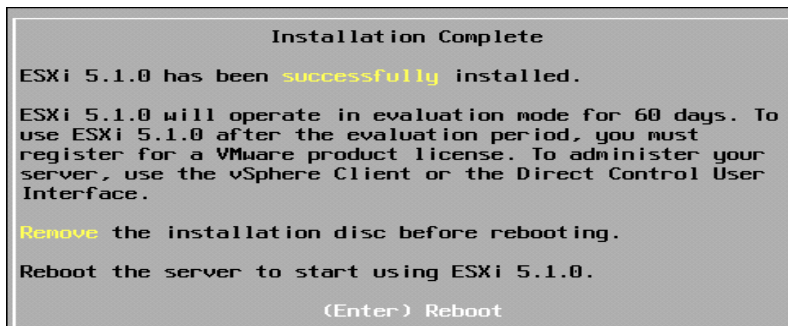 Installation Complete
ESXi 5.1.0 has been successfully installed.
ESXi 5.1.0 will operate in evaluation mode for 60 days. To
use ESXi 5.1.0 after the evaluation period, you must
register for a VMware product license. To administer your
server, use the vSphere Client or the Direct Control User
Interface.
Remove the installation disc before rebooting.
Reboot the server to start using ESXi 5.1.0.
(Enter) Reboot